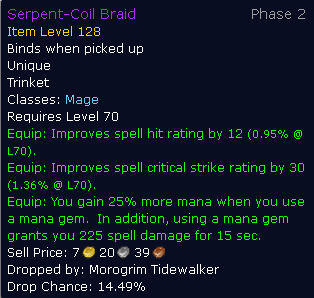 Serpent-Coil Braid Phase 2
Item Level 128
Binds when picked up
Unique
Trinket
Classes: Mage
Requires Level 70
Equip: Improves spell hit rating by 12 (0.95% @
L70).
Equip: Improves spell critical strike rating by 30
(1.36% @ L70).
Equip: You gain 25% more mana when you use
a mana gem. In addition, using a mana gem
grants you 225 spell damage for 15 sec.
Sell Price: 7 20 39
Dropped by: Morogrim Tidewalker
Drop Chance: 14.49%